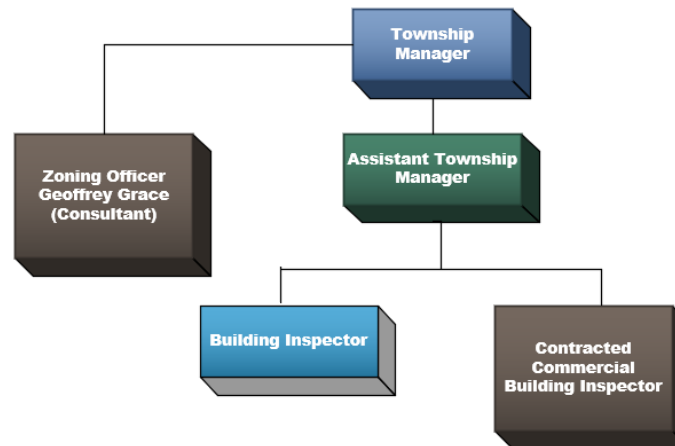 Township
Manager
Zoning Officer
Geoffrey Grace
(Consultant)
Assistant Township
Manager
Building Inspector
Contracted
Commercial
Building Inspector